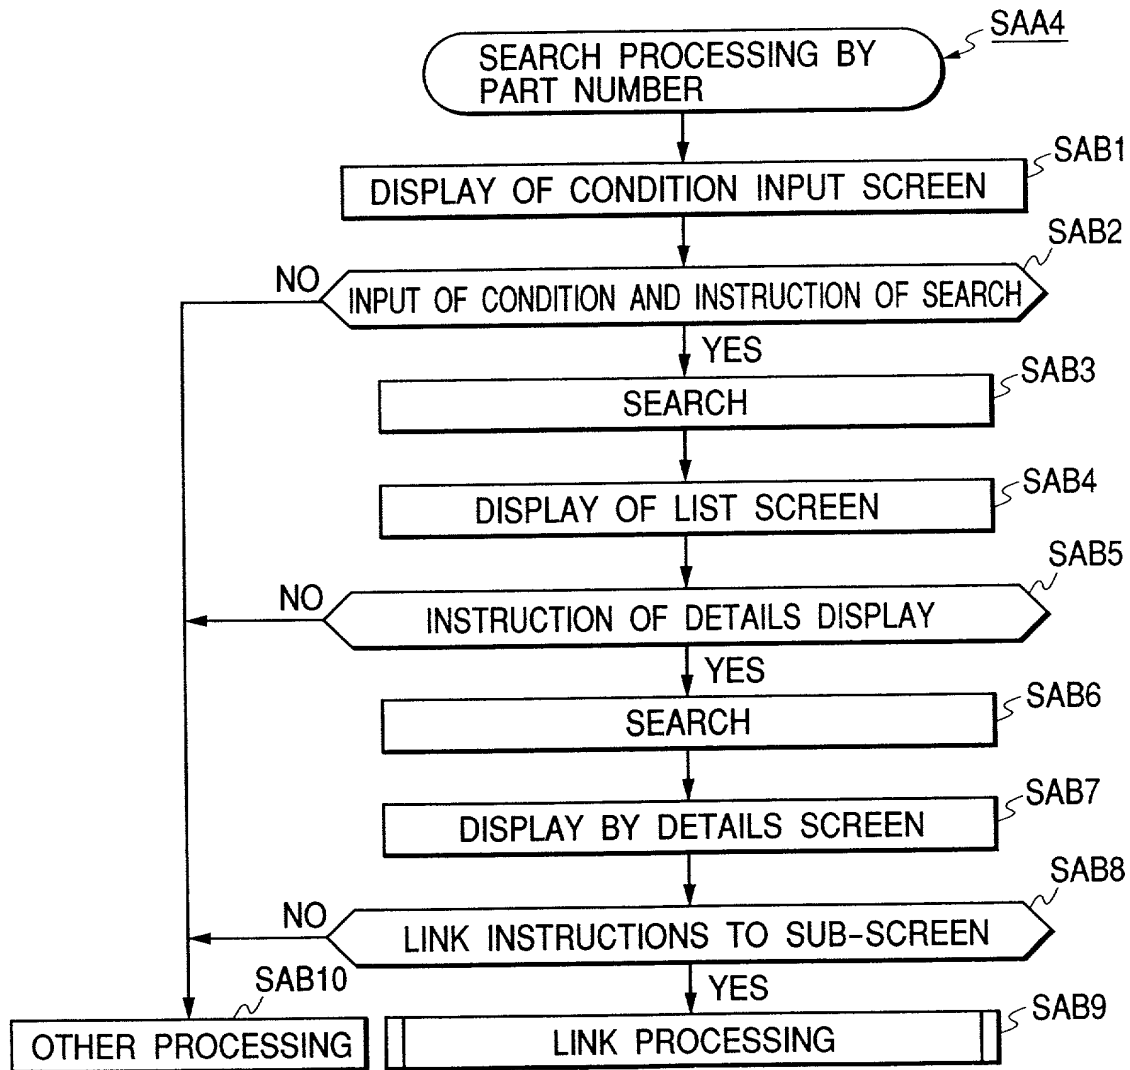 SAA4
SEARCH PROCESSING BY
PART NUMBER
SAB1
DISPLAY OF CONDITION INPUT SCREEN
SAB2
NO
INPUT OF CONDITION AND INSTRUCTION OF SEARCH
YES
SAB3
SEARCH
SAB4
DISPLAY OF LIST SCREEN
SAB5
NO
INSTRUCTION OF DETAILS DISPLAY
YES
SAB6
SEARCH
SAB7
DISPLAY BY DETAILS SCREEN
SAB8
NO
LINK INSTRUCTIONS TO SUB-SCREEN
YES
SAB10
OTHER PROCESSING
SAB9
LINK PROCESSING